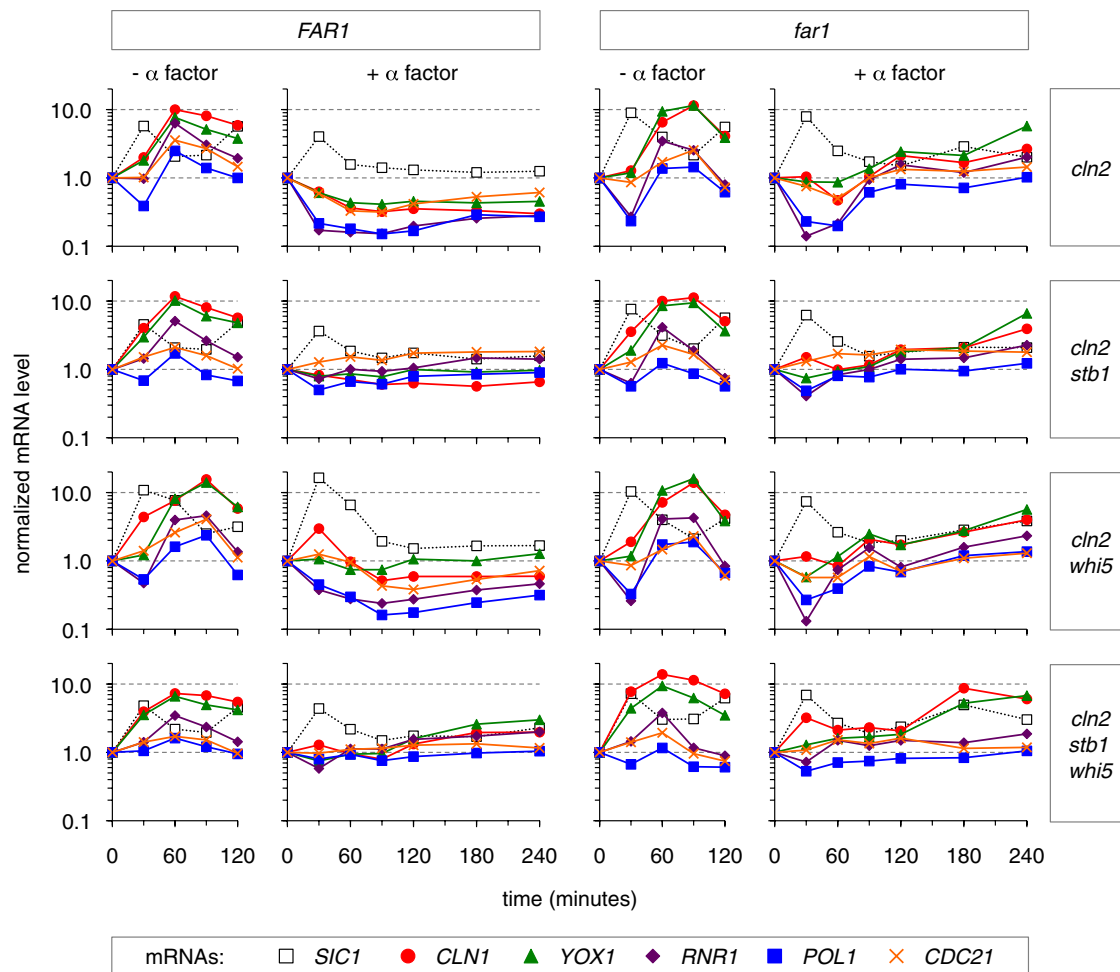 FAR1 far1
- α factor + α factor - α factor + α factor
10.0
1.0
0.1
cln2
10.0
1.0
0.1
cln2
stb1
10.0
1.0
0.1
cln2
whi5
10.0
1.0
0.1
cln2
stb1
whi5
normalized mRNA level
0 60 120 0 60 120 180 240 0 60 120 0 60 120 180 240
time (minutes)
mRNAs: SIC1 CLN1 YOX1 RNR1 POL1 CDC21